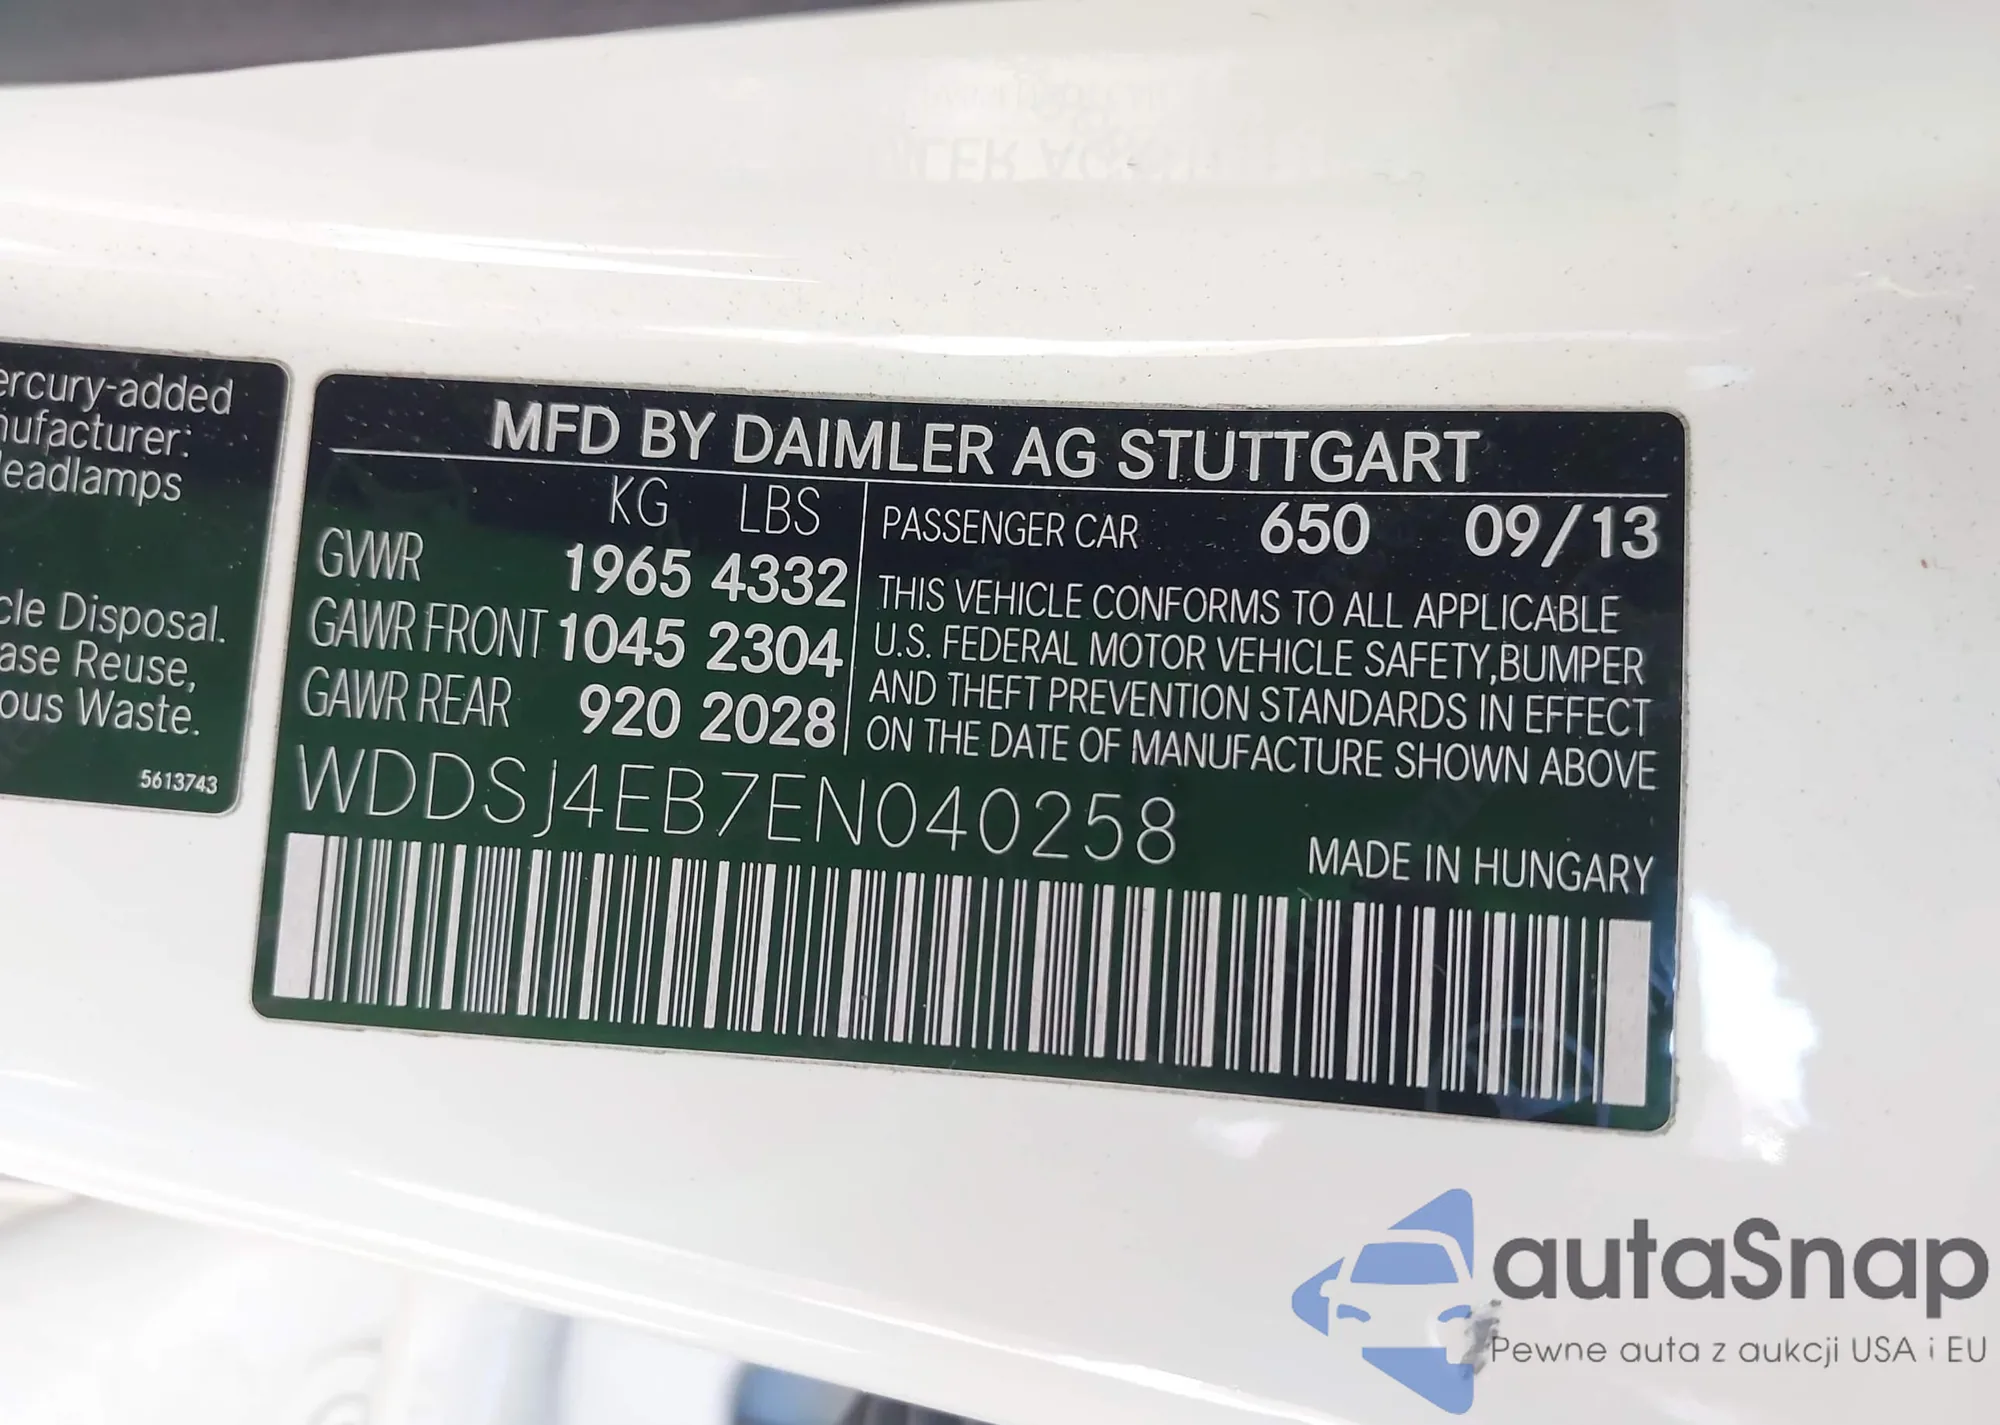 ercury-added
nufacturer:
eadlamps
cle Disposal.
ase Reuse,
ous Waste.
5613743
MFD BY DAIMLER AG STUTTGART
KG LBS
GVWR 1965 4332
GAWR FRONT 1045 2304
GAWR REAR 920 2028
PASSENGER CAR 650 09/13
THIS VEHICLE CONFORMS TO ALL APPLICABLE
U.S. FEDERAL MOTOR VEHICLE SAFETY,BUMPER
AND THEFT PREVENTION STANDARDS IN EFFECT
ON THE DATE OF MANUFACTURE SHOWN ABOVE
WDDSJ4EB7EN040258
MADE IN HUNGARY
autaSnap
Pewne auta z aukcji USA i EU